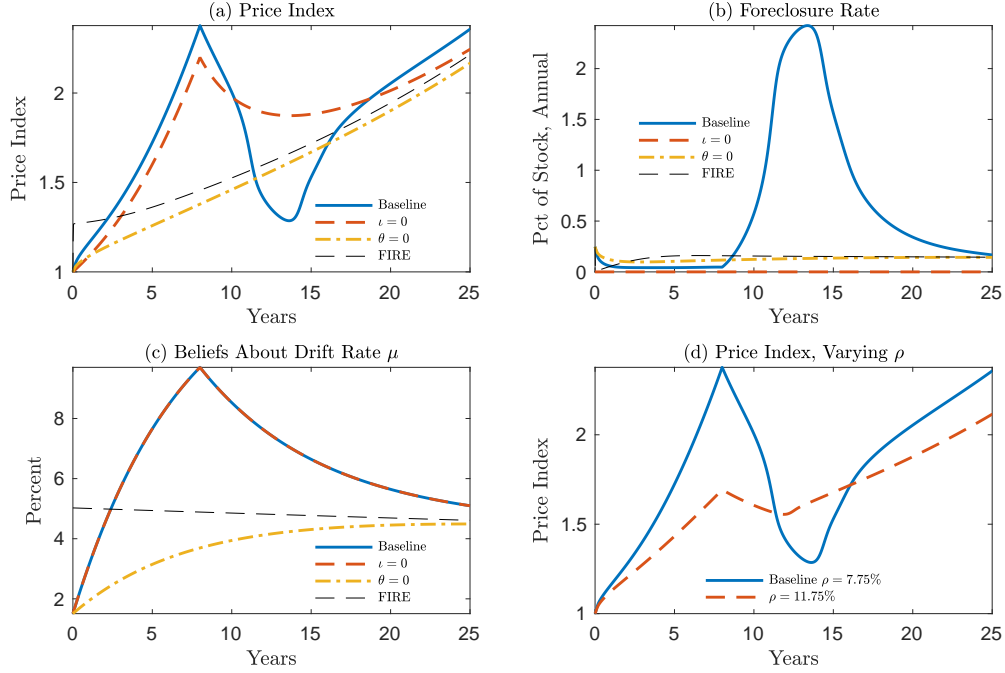 (a) Price Index
Price Index
2
1.5
1
0 5 10 15 20 25
Years
Baseline
ι = 0
θ = 0
FIRE
(b) Foreclosure Rate
Pct of Stock, Annual
2
1.5
1
0.5
0
0 5 10 15 20 25
Years
Baseline
ι = 0
θ = 0
FIRE
(c) Beliefs About Drift Rate μ
Percent
8
6
4
2
0 5 10 15 20 25
Years
Baseline
ι = 0
θ = 0
FIRE
(d) Price Index, Varying ρ
Price Index
2
1.5
1
0 5 10 15 20 25
Years
Baseline ρ = 7.75%
ρ = 11.75%